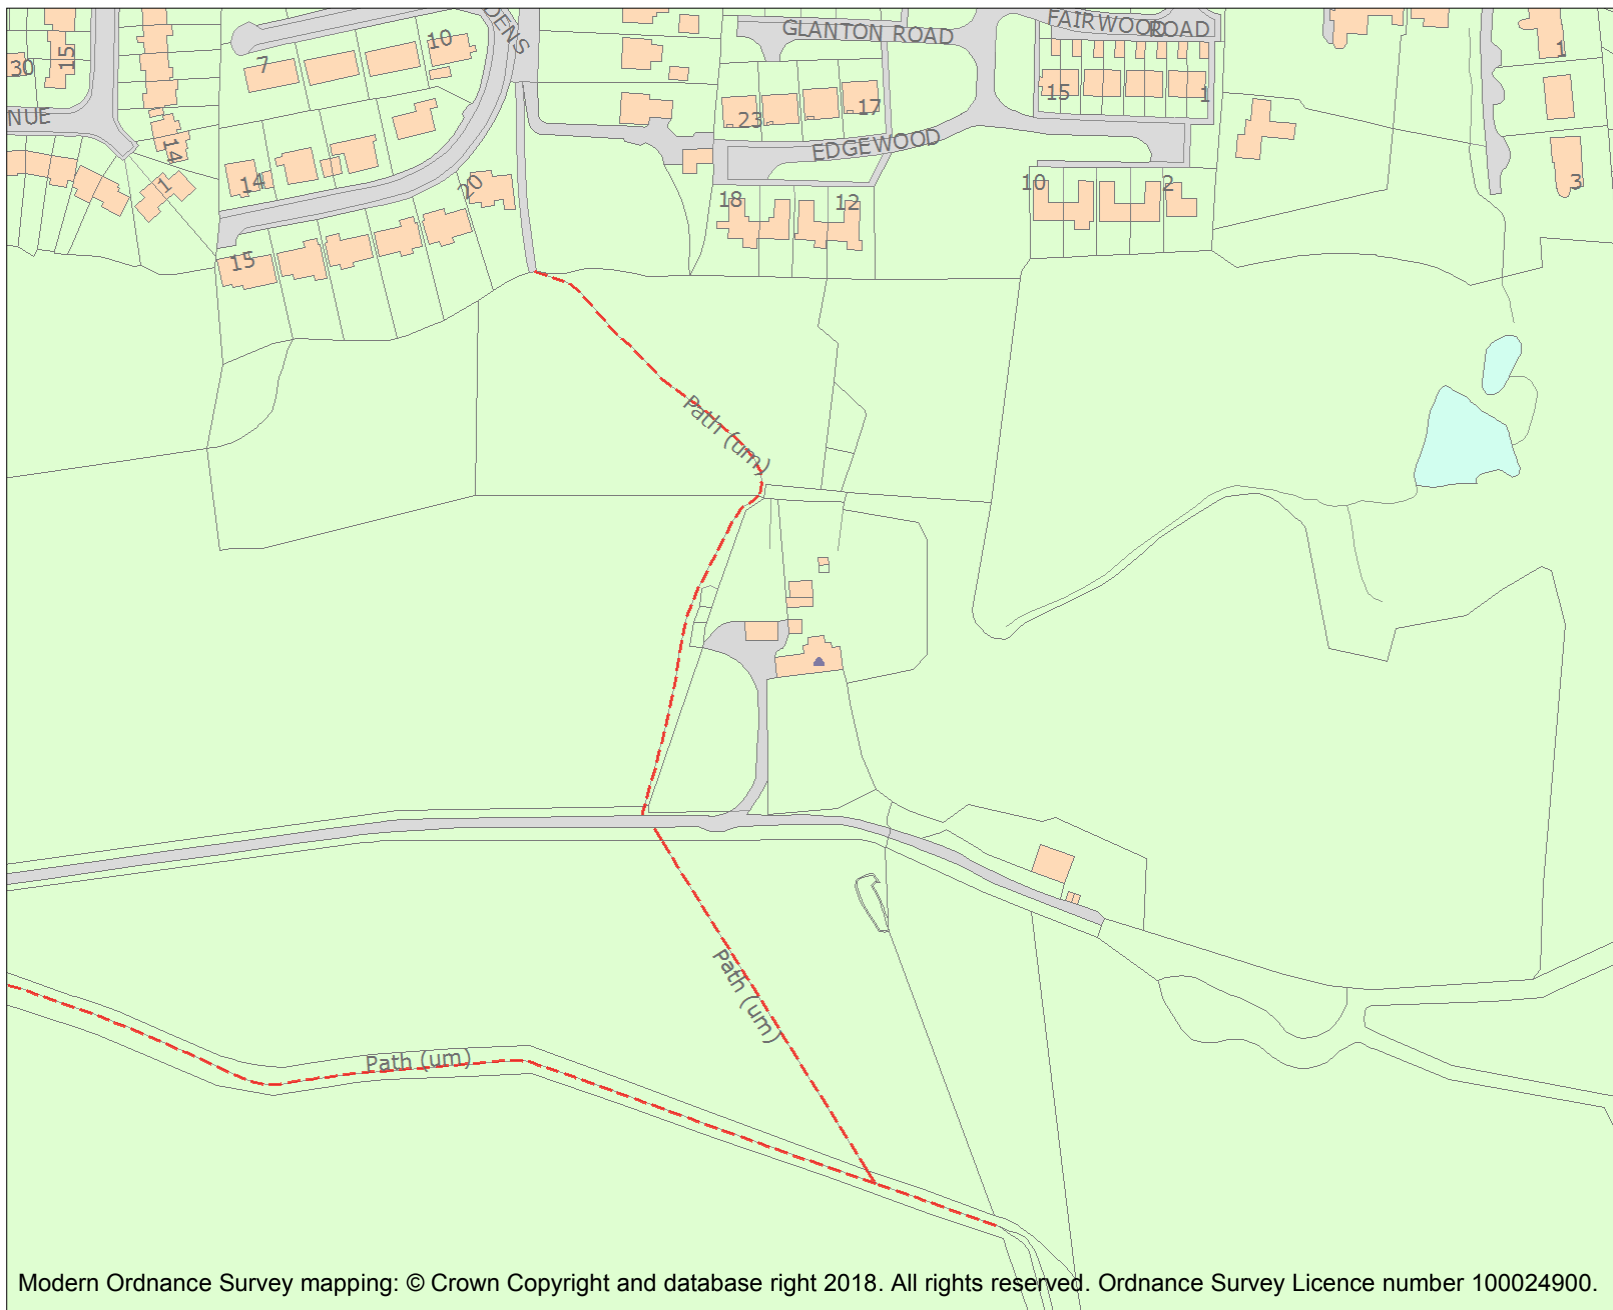 DENS
GLANTON ROAD
FAIRWOOD
ROAD
15
10
30
7
1
15
1
17
23
NUE
EDGEWOOD
14
1
14
20
10
2
3
18
12
15
Path (um)
Path (um)
Path (um)
Modern Ordnance Survey mapping: © Crown Copyright and database right 2018. All rights reserved. Ordnance Survey Licence number 100024900.